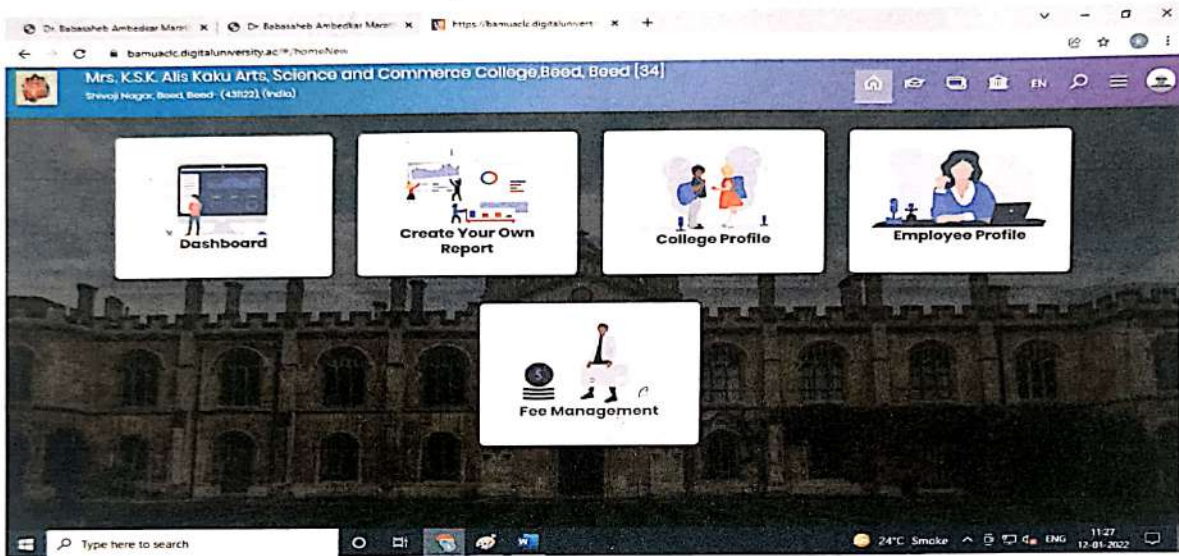 Dr. Babasaheb Ambedkar Marat
Dr. Babasaheb Ambedkar Marat
https://bamuaclc.digitalunivers
bamuaclc.digitaluniversity.ac
/homeNew
Mrs. K.S.K. Alis Kaku Arts, Science and Commerce College,Beed, Beed [34]
Shivaji Nagar, Beed, Beed- (431122), (India)
EN
Dashboard
Create Your Own
Report
College Profile
Employee Profile
Fee Management
Type here to search
24°C Smoke
ENG
11:27
12-01-2022